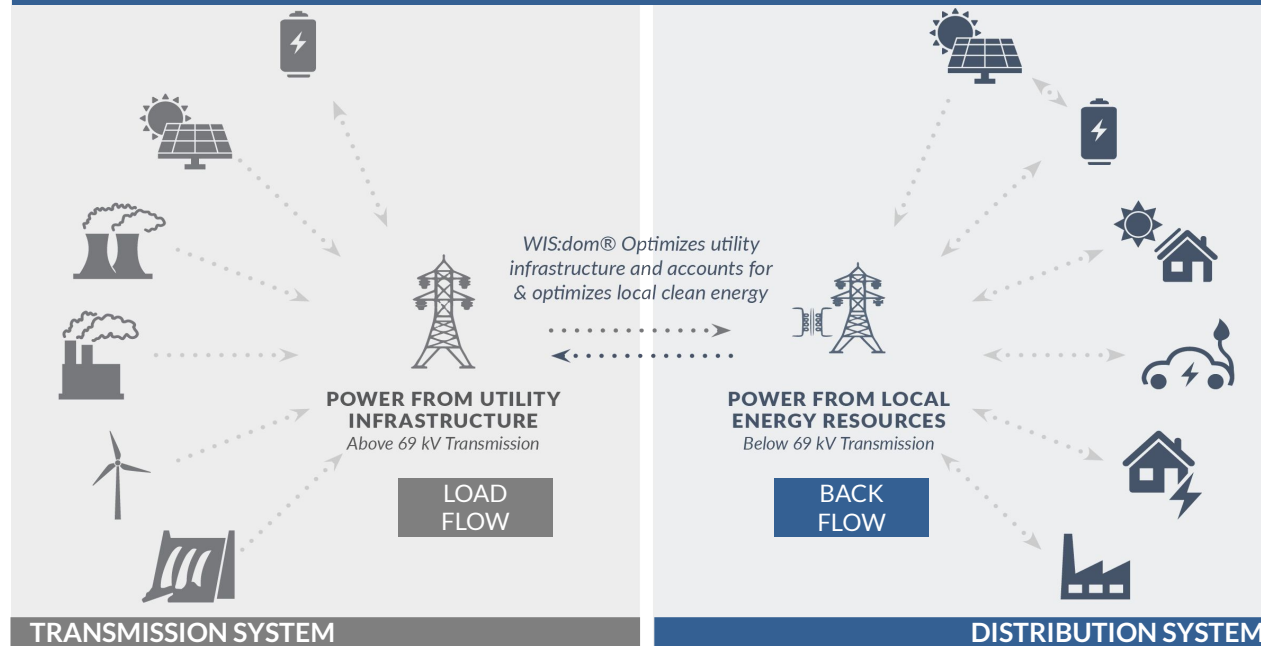 WIS:dom® Optimizes utility
infrastructure and accounts for
& optimizes local clean energy
POWER FROM UTILITY
INFRASTRUCTURE
Above 69 kV Transmission
LOAD
FLOW
POWER FROM LOCAL
ENERGY RESOURCES
Below 69 kV Transmission
BACK
FLOW
TRANSMISSION SYSTEM
DISTRIBUTION SYSTEM